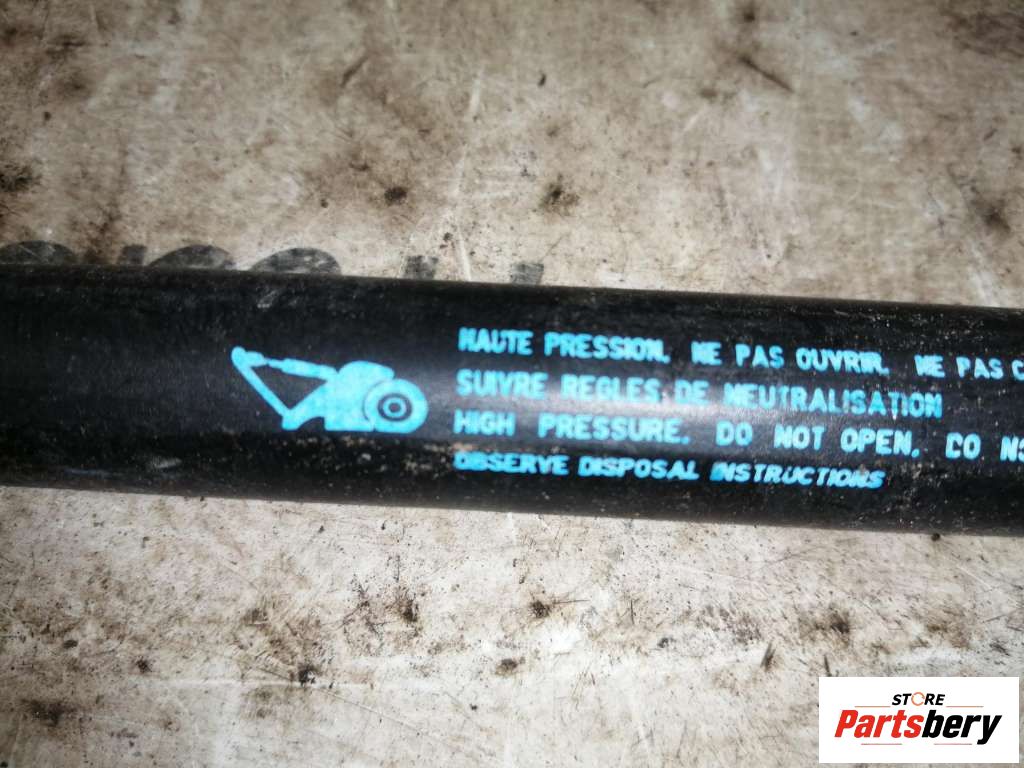 HAUTE PRESSION. NE PAS OUVRIR. NE PAS C
SUIVRE REGLES DE NEUTRALISATION
HIGH PRESSURE. DO NOT OPEN. DO
OBSERVE DISPOSAL INSTRUCTIONS
STORE
Partsbery